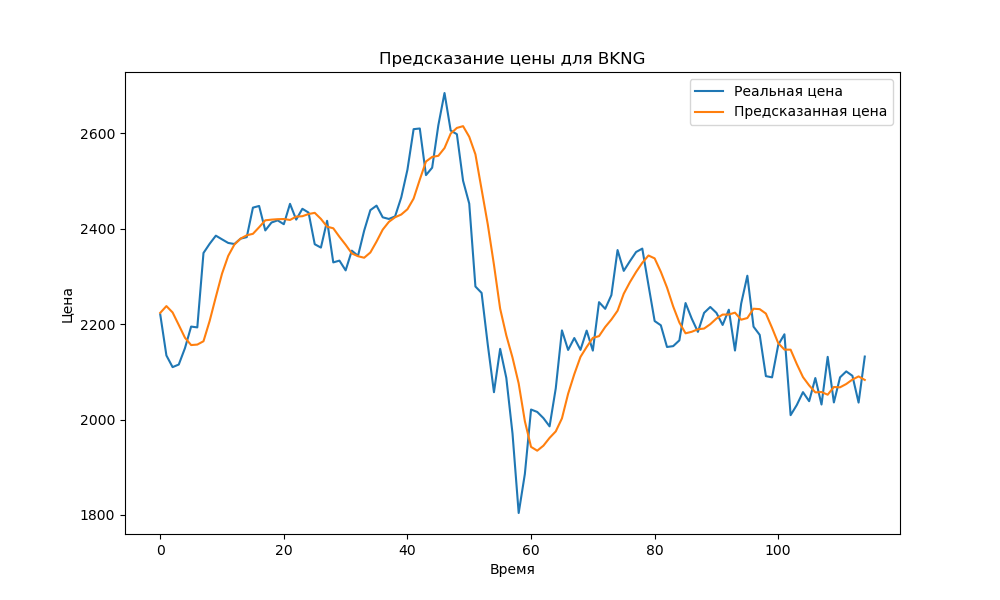 Предсказание цены для BKNG
Реальная цена
Предсказанная цена
2600
2400
2200
2000
1800
Цена
0 20 40 60 80 100
Время